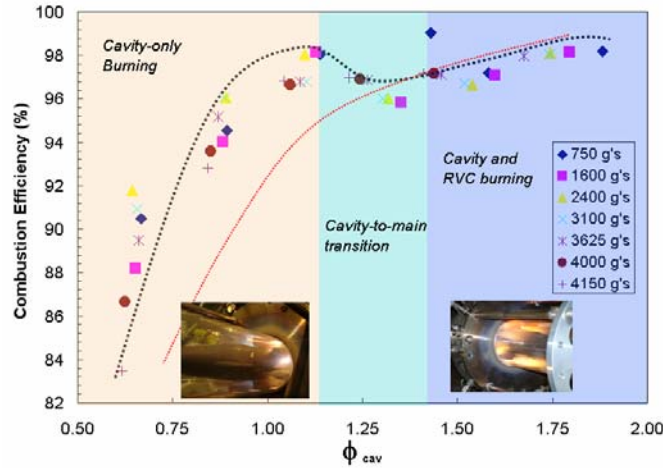 100
98
96
94
92
90
88
86
84
82
Combustion Efficiency (%)
Cavity-only
Burning
Cavity-to-main
transition
Cavity and
RVC burning
750 g's
1600 g's
2400 g's
3100 g's
3625 g's
4000 g's
4150 g's
0.50 0.75 1.00 1.25 1.50 1.75 2.00
ϕ cav